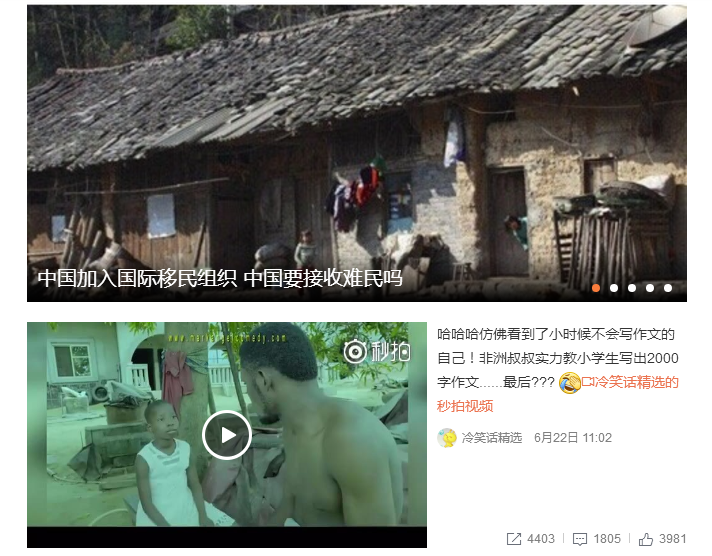 中国加入国际移民组织 中国要接收难民吗
www.markangelcomedy.com
秒拍
哈哈哈仿佛看到了小时候不会写作文的
自己！非洲叔叔实力教小学生写出2000
字作文......最后??? 冷笑话精选的
秒拍视频
冷笑话精选 6月22日 11:02
4403 1805 3981